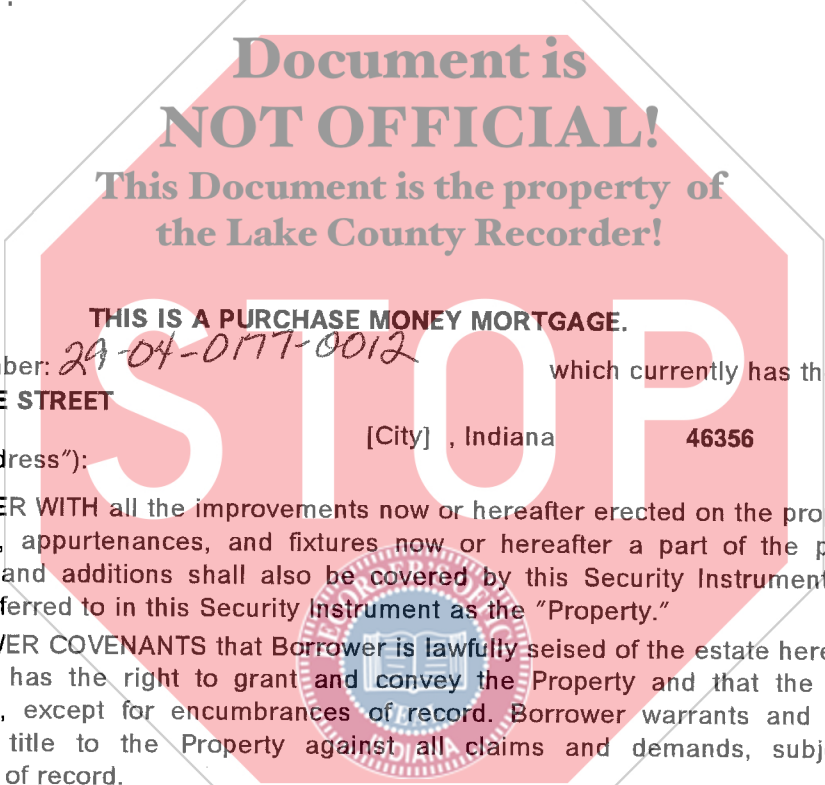 Document is
NOT OFFICIAL!
This Document is the property of
the Lake County Recorder!
STOP
THIS IS A PURCHASE MONEY MORTGAGE.
ber: 29-04-0177-0012 which currently has th
E STREET
[City] , Indiana 46356
dress"):
ER WITH all the improvements now or hereafter erected on the pro
, appurtenances, and fixtures now or hereafter a part of the p
and additions shall also be covered by this Security Instrument
ferred to in this Security Instrument as the "Property."
VER COVENANTS that Borrower is lawfully seised of the estate here
has the right to grant and convey the Property and that the
, except for encumbrances of record. Borrower warrants and
title to the Property against all claims and demands, subj
of record.
RECORDER'S OFFICE
SEAL
INDIANA